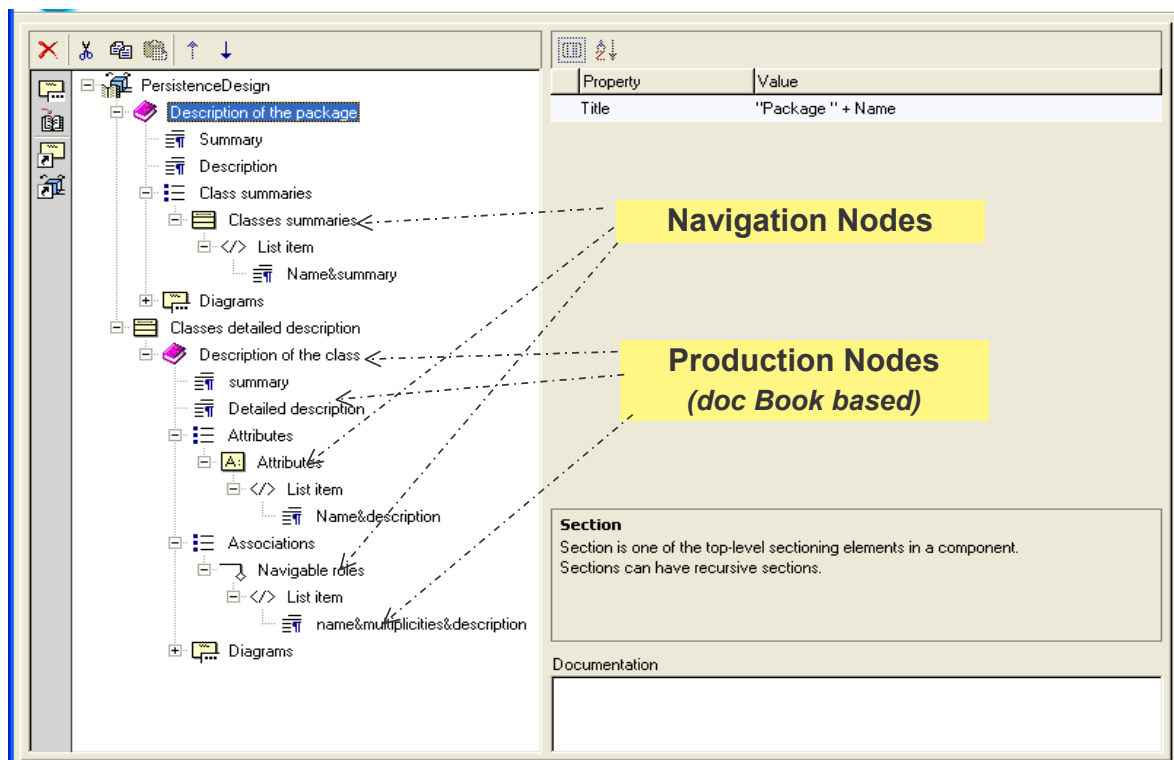 PersistenceDesign
Description of the package
Summary
Description
Class summaries
Classes summaries
</> List item
Name&summary
Diagrams
Classes detailed description
Description of the class
summary
Detailed description
Attributes
A: Attributes
</> List item
Name&description
Associations
Navigable roles
</> List item
name&multiplicities&description
Diagrams
Property Value
Title "Package " + Name
Navigation Nodes
Production Nodes
(doc Book based)
Section
Section is one of the top-level sectioning elements in a component.
Sections can have recursive sections.
Documentation